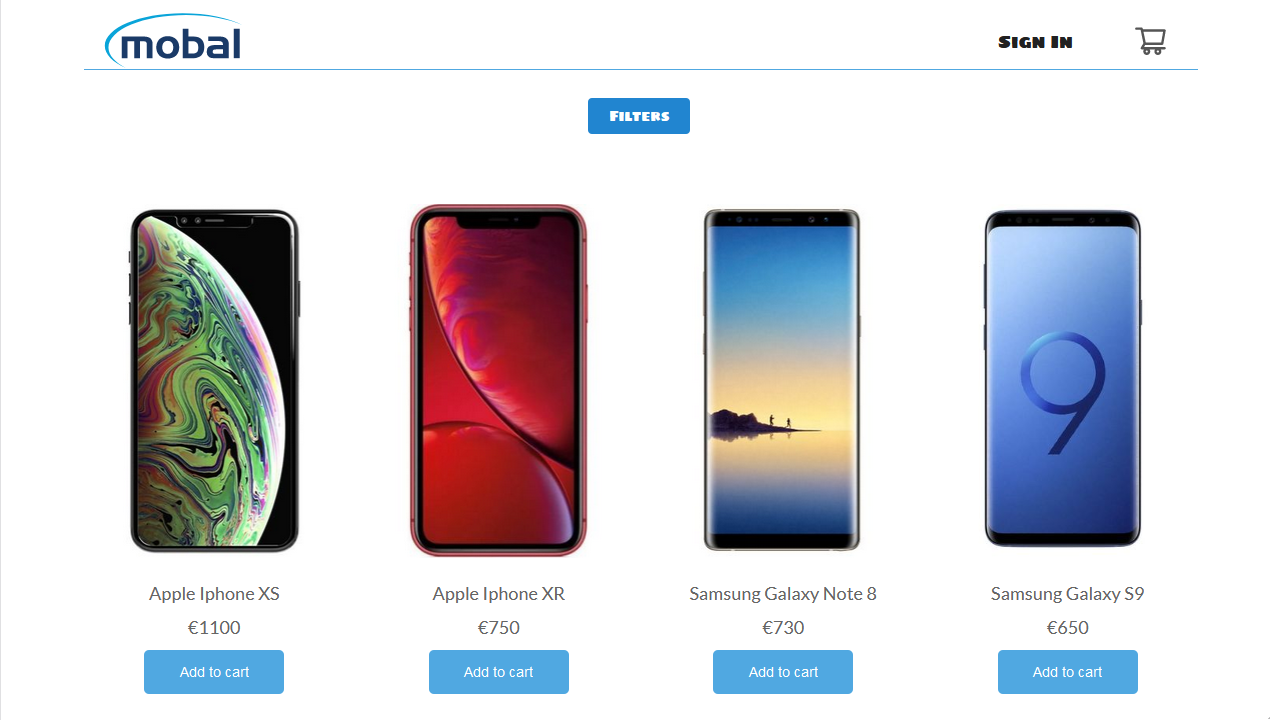 mobal
Sign In
Filters
9
Apple Iphone XS
Apple Iphone XR
Samsung Galaxy Note 8
Samsung Galaxy S9
€1100
€750
€730
€650
Add to cart
Add to cart
Add to cart
Add to cart